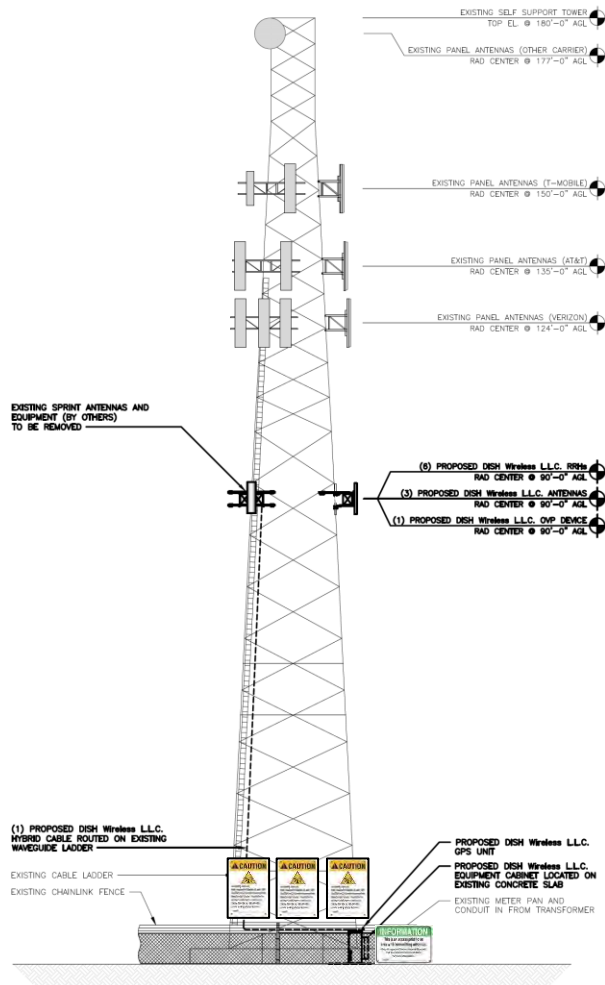 EXISTING SELF SUPPORT TOWER
TOP EL. @ 180'-0" AGL
EXISTING PANEL ANTENNAS (OTHER CARRIER)
RAD CENTER @ 177'-0" AGL
EXISTING PANEL ANTENNAS (T-MOBILE)
RAD CENTER @ 150'-0" AGL
EXISTING PANEL ANTENNAS (AT&T)
RAD CENTER @ 135'-0" AGL
EXISTING PANEL ANTENNAS (VERIZON)
RAD CENTER @ 124'-0" AGL
EXISTING SPRINT ANTENNAS AND
EQUIPMENT (BY OTHERS)
TO BE REMOVED
(6) PROPOSED DISH Wireless L.L.C. RRHs
RAD CENTER @ 90'-0" AGL
(3) PROPOSED DISH Wireless L.L.C. ANTENNAS
RAD CENTER @ 90'-0" AGL
(1) PROPOSED DISH Wireless L.L.C. OVP DEVICE
RAD CENTER @ 90'-0" AGL
(1) PROPOSED DISH Wireless L.L.C.
HYBRID CABLE ROUTED ON EXISTING
WAVEGUIDE LADDER
EXISTING CABLE LADDER
EXISTING CHAINLINK FENCE
CAUTION
CAUTION
CAUTION
PROPOSED DISH Wireless L.L.C.
GPS UNIT
PROPOSED DISH Wireless L.L.C.
EQUIPMENT CABINET LOCATED ON
EXISTING CONCRETE SLAB
EXISTING METER PAN AND
CONDUIT IN FROM TRANSFORMER
INFORMATION